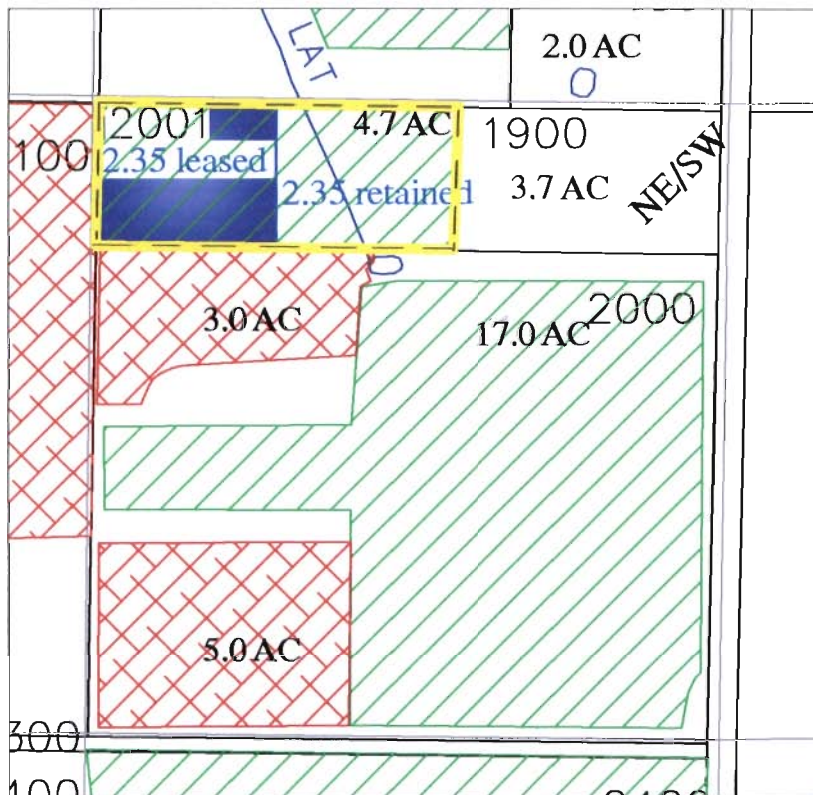 LAT
2.0 AC
2001
4.7 AC
1900
100
2.35 leased
2.35 retained
3.7 AC
NE/SW
3.0 AC
2000
17.0 AC
5.0 AC
300